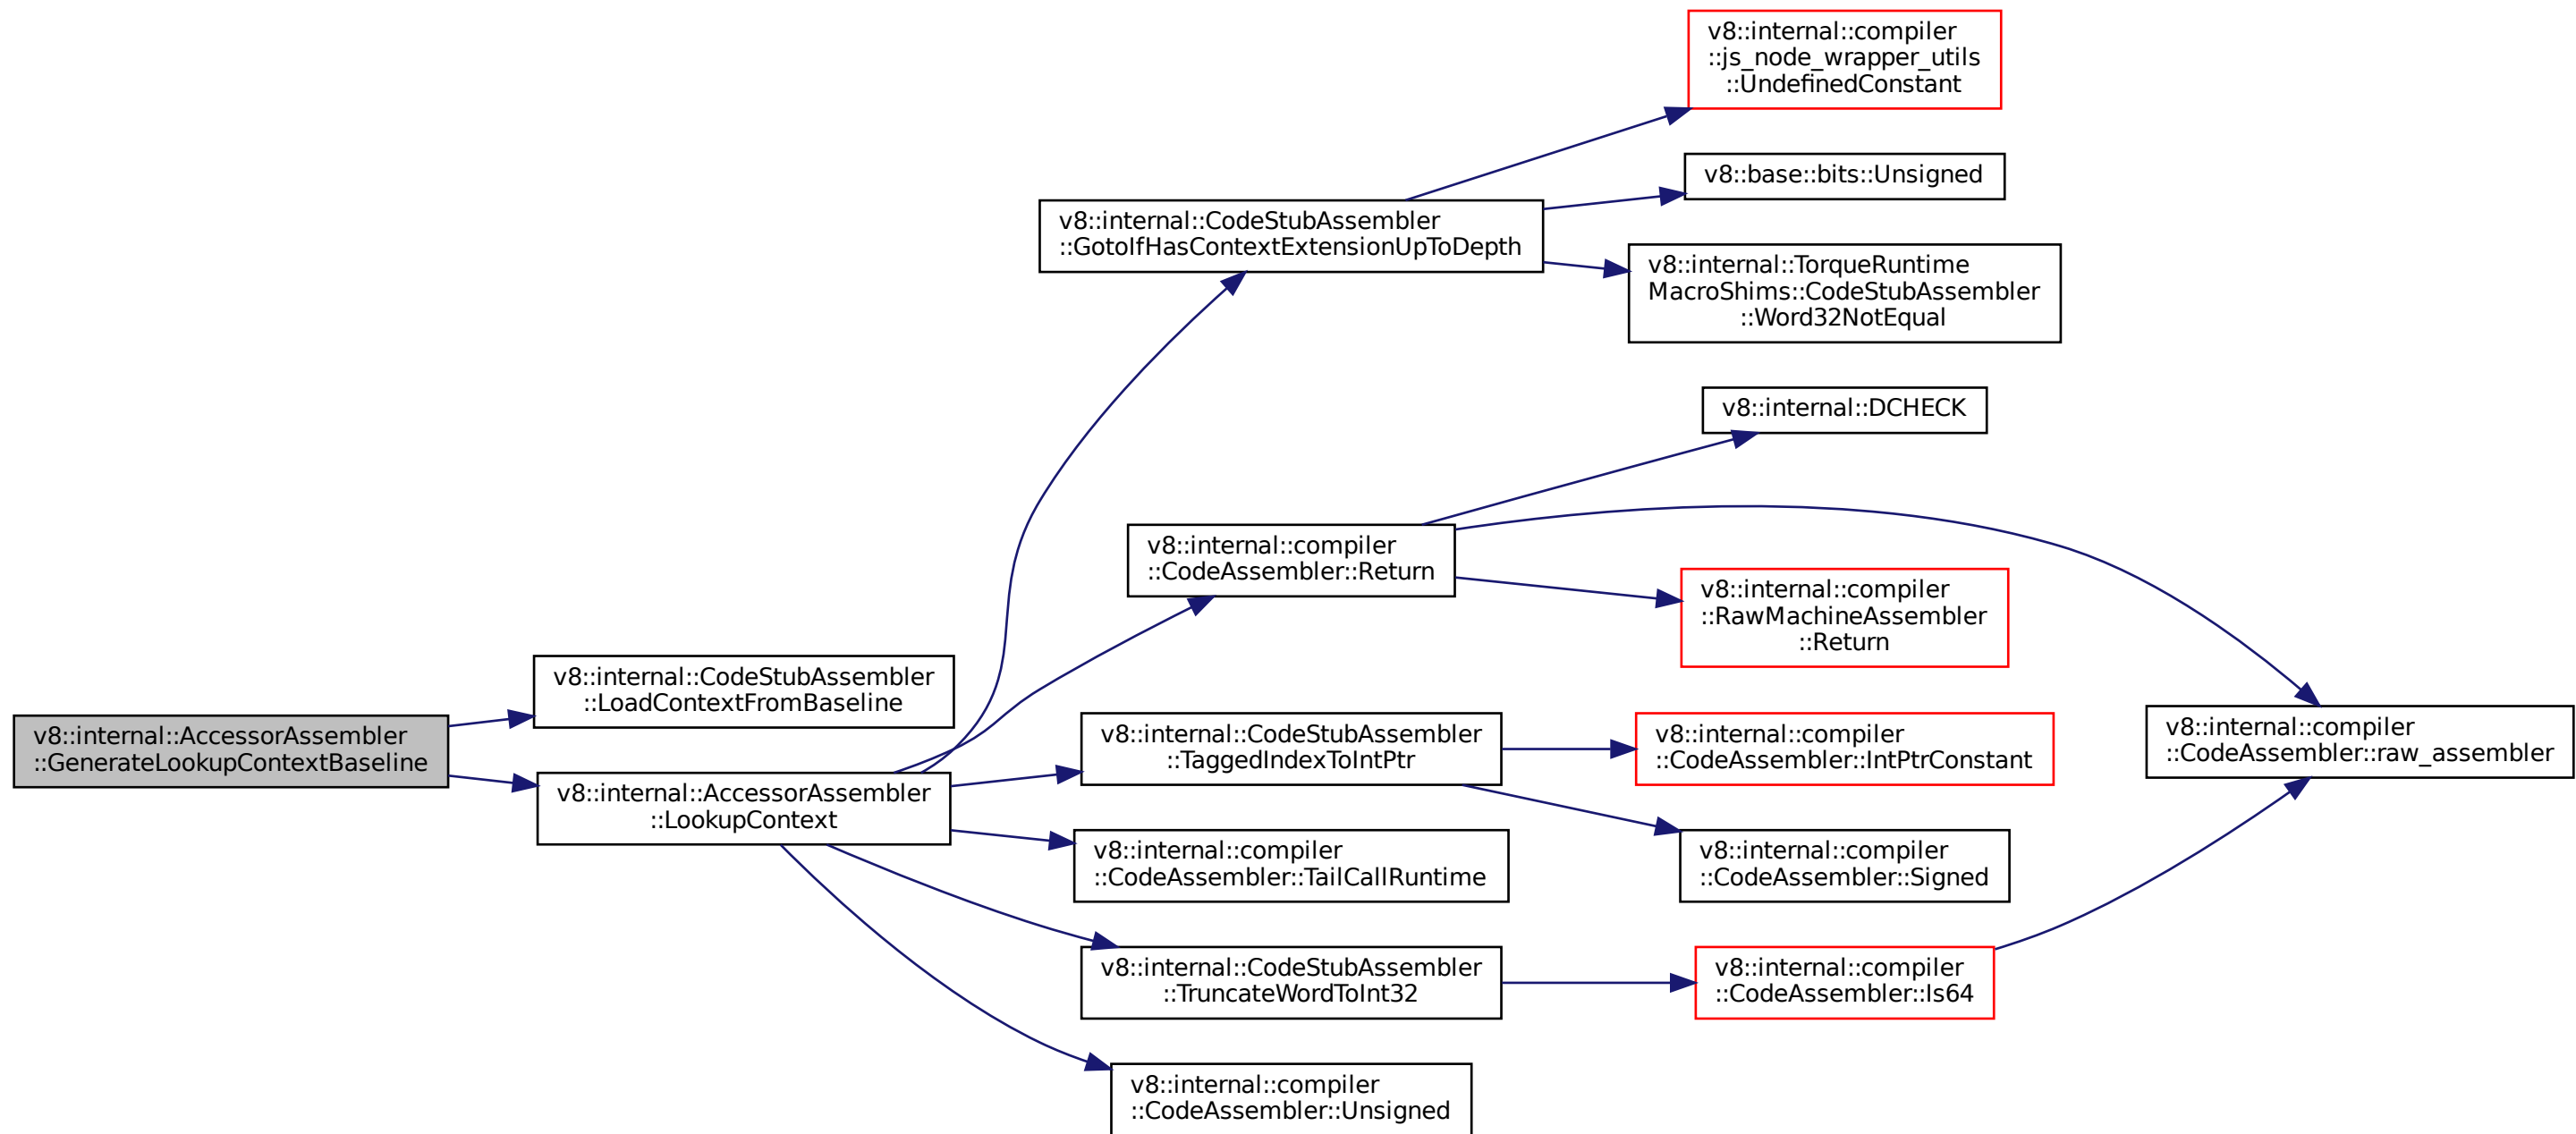 v8::internal::AccessorAssembler
::GenerateLookupContextBaseline
v8::internal::CodeStubAssembler
::LoadContextFromBaseline
v8::internal::AccessorAssembler
::LookupContext
v8::internal::CodeStubAssembler
::GotoIfHasContextExtensionUpToDepth
v8::internal::compiler
::js_node_wrapper_utils
::UndefinedConstant
v8::base::bits::Unsigned
v8::internal::TorqueRuntime
MacroShims::CodeStubAssembler
::Word32NotEqual
v8::internal::compiler
::CodeAssembler::Return
v8::internal::DCHECK
v8::internal::compiler
::RawMachineAssembler
::Return
v8::internal::compiler
::CodeAssembler::raw_assembler
v8::internal::CodeStubAssembler
::TaggedIndexToIntPtr
v8::internal::compiler
::CodeAssembler::IntPtrConstant
v8::internal::compiler
::CodeAssembler::Signed
v8::internal::compiler
::CodeAssembler::TailCallRuntime
v8::internal::CodeStubAssembler
::TruncateWordToInt32
v8::internal::compiler
::CodeAssembler::Is64
v8::internal::compiler
::CodeAssembler::Unsigned